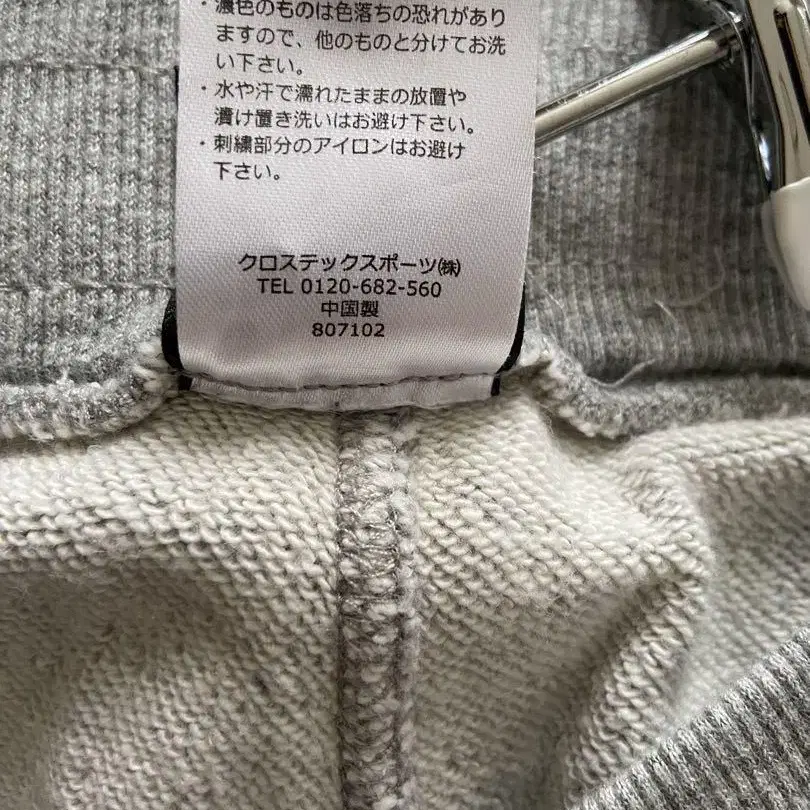 ・濃色のものは色落ちの恐れがあり
ますので、他のものと分けてお洗
い下さい。
・水や汗で濡れたままの放置や
漬け置き洗いはお避け下さい。
・刺繍部分のアイロンはお避け
下さい。
クロステックスポーツ㈱
TEL 0120-682-560
中国製
807102